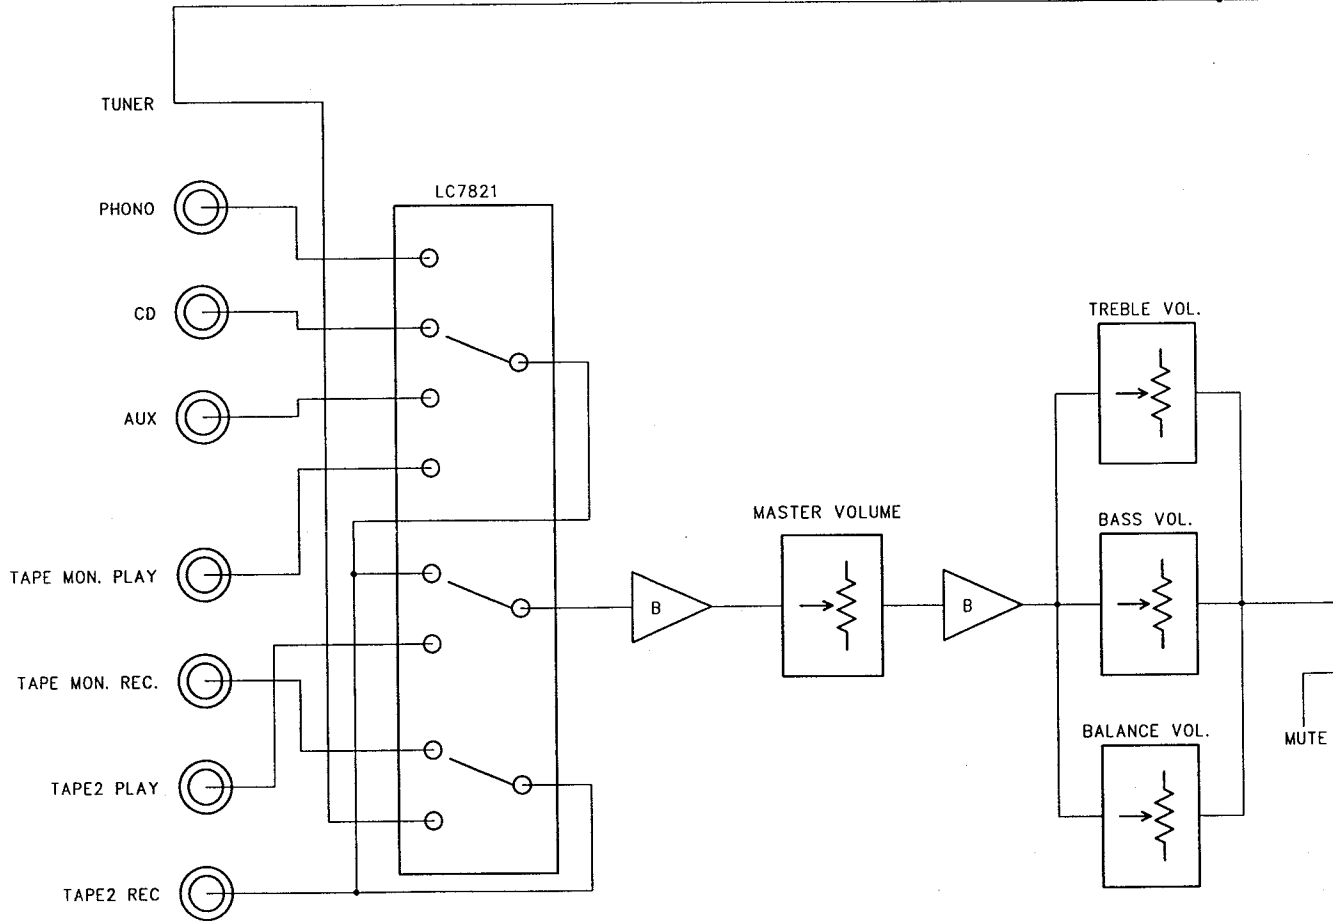 TUNER
PHONO
LC7821
CD
TREBLE VOL.
AUX
MASTER VOLUME
BASS VOL.
TAPE MON. PLAY
B
B
TAPE MON. REC.
BALANCE VOL.
MUTE
TAPE2 PLAY
TAPE2 REC